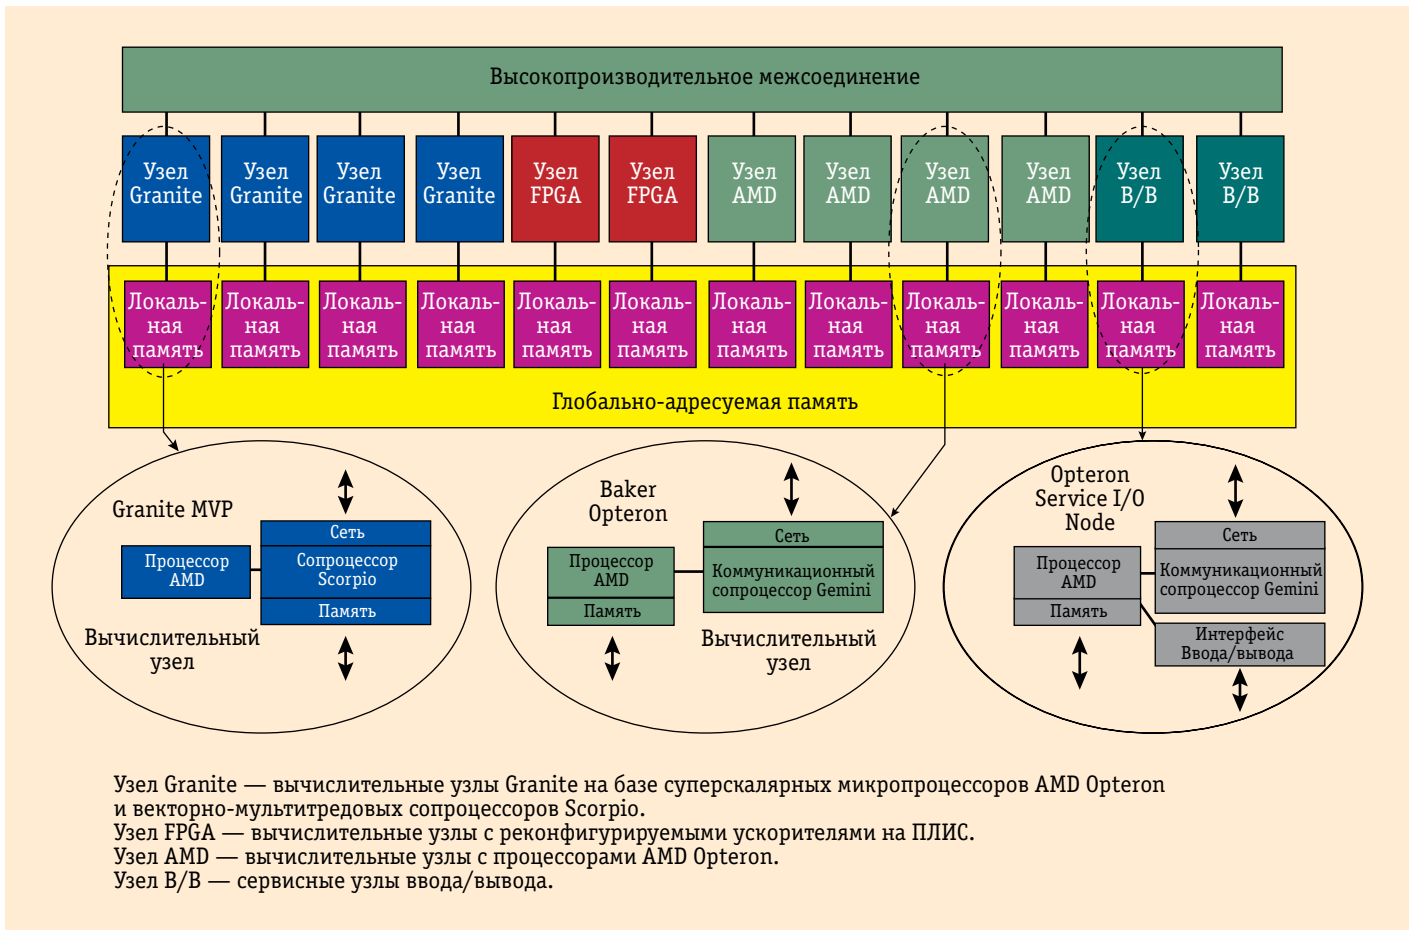 Высокопроизводительное межсоединение
Узел
Granite
Узел
Granite
Узел
Granite
Узел
Granite
Узел
FPGA
Узел
FPGA
Узел
AMD
Узел
AMD
Узел
AMD
Узел
AMD
Узел
В/В
Узел
В/В
Локаль-
ная
память
Локаль-
ная
память
Локаль-
ная
память
Локаль-
ная
память
Локаль-
ная
память
Локаль-
ная
память
Локаль-
ная
память
Локаль-
ная
память
Локаль-
ная
память
Локаль-
ная
память
Локаль-
ная
память
Локаль-
ная
память
Глобально-адресуемая память
Granite MVP
Процессор
AMD
Сеть
Сопроцессор
Scorpio
Память
Вычислительный
узел
Baker
Opteron
Процессор
AMD
Память
Сеть
Коммуникационный
сопроцессор Gemini
Вычислительный
узел
Opteron
Service I/O
Node
Процессор
AMD
Память
Сеть
Коммуникационный
сопроцессор Gemini
Интерфейс
Ввода/вывода
Узел Granite — вычислительные узлы Granite на базе суперскалярных микропроцессоров AMD Opteron
и векторно-мультитредовых сопроцессоров Scorpio.
Узел FPGA — вычислительные узлы с реконфигурируемыми ускорителями на ПЛИС.
Узел AMD — вычислительные узлы с процессорами AMD Opteron.
Узел В/В — сервисные узлы ввода/вывода.